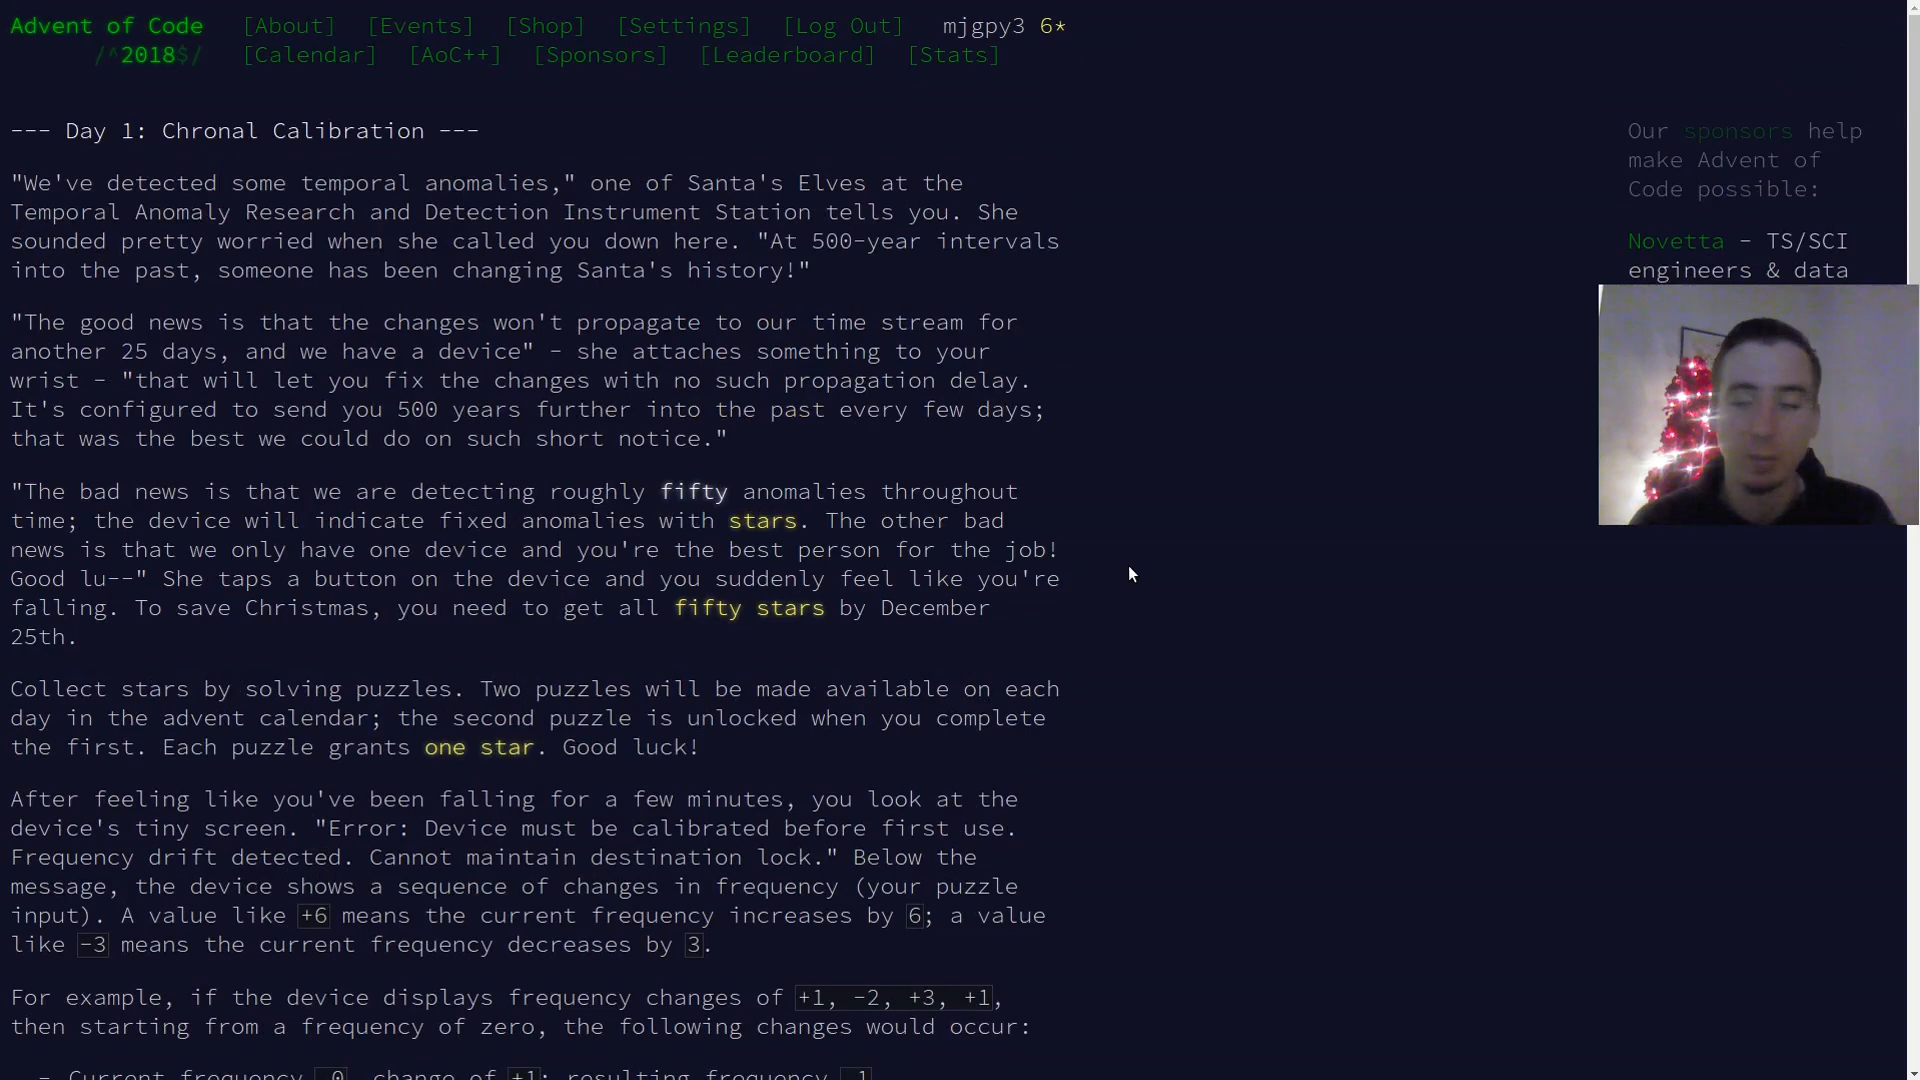 Advent of Code [About] [Events] [Shop] [Settings] [Log Out] mjgpy3 6*
/^2018$/ [Calendar] [AoC++] [Sponsors] [Leaderboard] [Stats]
--- Day 1: Chronal Calibration ---
"We've detected some temporal anomalies," one of Santa's Elves at the
Temporal Anomaly Research and Detection Instrument Station tells you. She
sounded pretty worried when she called you down here. "At 500-year intervals
into the past, someone has been changing Santa's history!"
"The good news is that the changes won't propagate to our time stream for
another 25 days, and we have a device" - she attaches something to your
wrist - "that will let you fix the changes with no such propagation delay.
It's configured to send you 500 years further into the past every few days;
that was the best we could do on such short notice."
"The bad news is that we are detecting roughly fifty anomalies throughout
time; the device will indicate fixed anomalies with stars. The other bad
news is that we only have one device and you're the best person for the job!
Good lu--" She taps a button on the device and you suddenly feel like you're
falling. To save Christmas, you need to get all fifty stars by December
25th.
Collect stars by solving puzzles. Two puzzles will be made available on each
day in the advent calendar; the second puzzle is unlocked when you complete
the first. Each puzzle grants one star. Good luck!
After feeling like you've been falling for a few minutes, you look at the
device's tiny screen. "Error: Device must be calibrated before first use.
Frequency drift detected. Cannot maintain destination lock." Below the
message, the device shows a sequence of changes in frequency (your puzzle
input). A value like +6 means the current frequency increases by 6; a value
like -3 means the current frequency decreases by 3.
For example, if the device displays frequency changes of +1, -2, +3, +1,
then starting from a frequency of zero, the following changes would occur:
- Current frequency 0, change of +1; resulting frequency 1
Our sponsors help
make Advent of
Code possible:
Novetta - TS/SCI
engineers & data